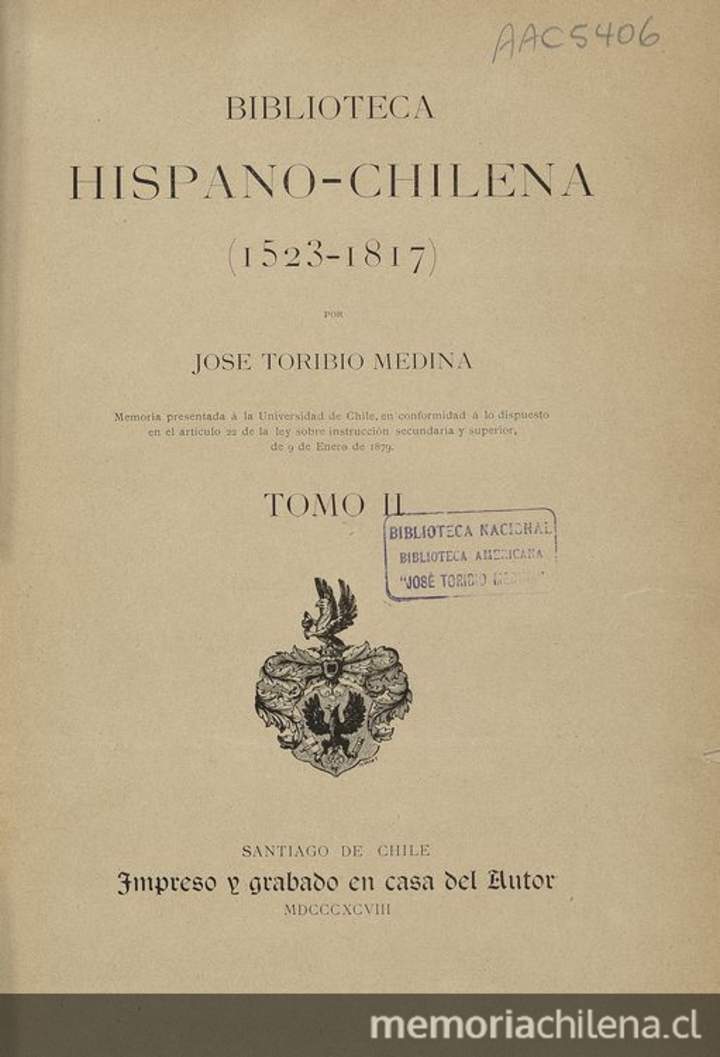 AAC5406
BIBLIOTECA
HISPANO-CHILENA
(1523-1817)
POR
JOSE TORIBIO MEDINA
Memoria presentada á la Universidad de Chile, en conformidad á lo dispuesto
en el artículo 22 de la ley sobre instrucción secundaria y superior,
de 9 de Enero de 1879.
TOMO II
BIBLIOTECA NACIONAL
BIBLIOTECA AMERICANA
"JOSÉ TORIBIO
SANTIAGO DE CHILE
Impreso y grabado en casa del Autor
MDCCCXCVIII
memoriachilena.cl